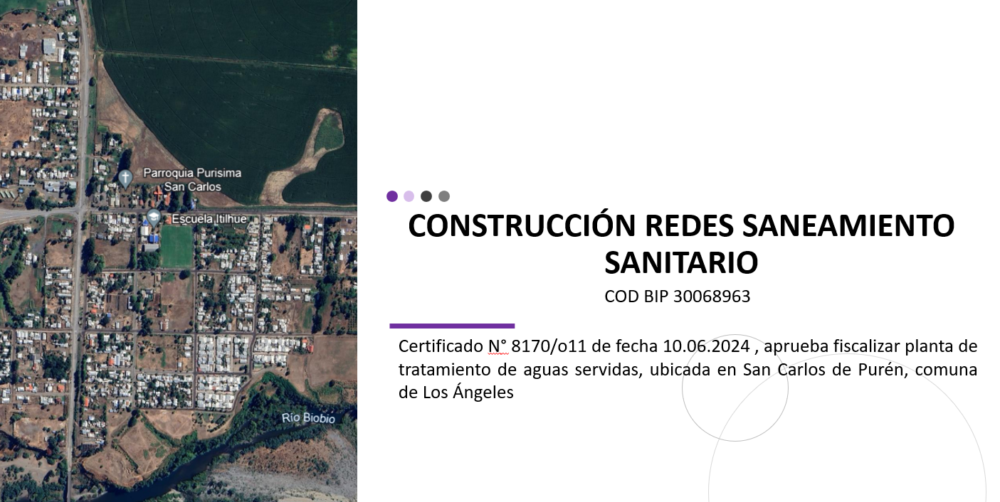 Parroquia Purisima
San Carlos
Escuela Itilhue
Río Biobio
CONSTRUCCIÓN REDES SANEAMIENTO
SANITARIO
COD BIP 30068963
Certificado N° 8170/o11 de fecha 10.06.2024 , aprueba fiscalizar planta de
tratamiento de aguas servidas, ubicada en San Carlos de Purén, comuna
de Los Ángeles